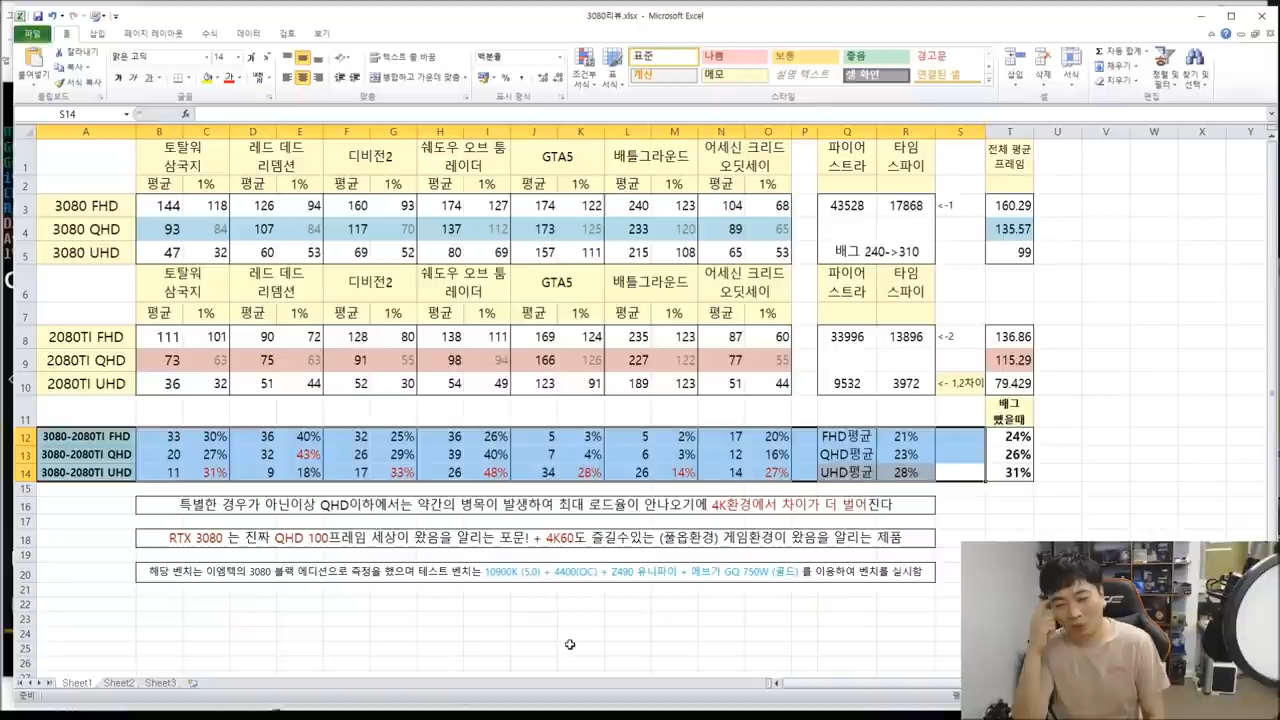 3080리뷰.xlsx - Microsoft Excel
파일 홈 삽입 페이지 레이아웃 수식 데이터 검토 보기
붙여넣기 잘라내기 복사 서식 복사 클립보드
맑은 고딕 14 글꼴
텍스트 줄 바꿈 병합하고 가운데 맞춤 맞춤
백분율 표시 형식
조건부 서식 표 서식
표준 나쁨 보통 좋음 경고문
계산 메모 설명 텍스트 셀 확인 연결된 셀
스타일
삽입 삭제 서식 셀
자동 합계 채우기 지우기 정렬 및 필터 찾기 및 선택 편집
S14 fx
A B C D E F G H I J K L M N O P Q R S T U V W X Y
1 토탈워 삼국지 레드 데드 리뎀션 디비전2 쉐도우 오브 툼 레이더 GTA5 배틀그라운드 어세신 크리드 오딧세이 파이어 스트라 타임 스파이 전체 평균 프레임
2 평균 1% 평균 1% 평균 1% 평균 1% 평균 1% 평균 1% 평균 1%
3 3080 FHD 144 118 126 94 160 93 174 127 174 122 240 123 104 68 43528 17868 <-1 160.29
4 3080 QHD 93 84 107 84 117 70 137 112 173 125 233 120 89 65 135.57
5 3080 UHD 47 32 60 53 69 52 80 69 157 111 215 108 65 53 배그 240->310 99
6 토탈워 삼국지 레드 데드 리뎀션 디비전2 쉐도우 오브 툼 레이더 GTA5 배틀그라운드 어세신 크리드 오딧세이 파이어 스트라 타임 스파이
7 평균 1% 평균 1% 평균 1% 평균 1% 평균 1% 평균 1% 평균 1%
8 2080TI FHD 111 101 90 72 128 80 138 111 169 124 235 123 87 60 33996 13896 <-2 136.86
9 2080TI QHD 73 63 75 63 91 55 98 94 166 126 227 122 77 55 115.29
10 2080TI UHD 36 32 51 44 52 30 54 49 123 91 189 123 51 44 9532 3972 <- 1,2차이 79.429
11 배그 뺐을때
12 3080-2080TI FHD 33 30% 36 40% 32 25% 36 26% 5 3% 5 2% 17 20% FHD평균 21% 24%
13 3080-2080TI QHD 20 27% 32 43% 26 29% 39 40% 7 4% 6 3% 12 16% QHD평균 23% 26%
14 3080-2080TI UHD 11 31% 9 18% 17 33% 26 48% 34 28% 26 14% 14 27% UHD평균 28% 31%
15
16 특별한 경우가 아닌이상 QHD이하에서는 약간의 병목이 발생하여 최대 로드율이 안나오기에 4K환경에서 차이가 더 벌어진다
17
18 RTX 3080 는 진짜 QHD 100프레임 세상이 왔음을 알리는 포문! + 4K60도 즐길수있는 (풀옵환경) 게임환경이 왔음을 알리는 제품
19
20 해당 벤치는 이엠텍의 3080 블랙 에디션으로 측정을 했으며 테스트 벤치는 10900K (5.0) + 4400(OC) + Z490 유니파이 + 에브가 GQ 750W (골드) 를 이용하여 벤치를 실시함
21
22
23
24
25
26
Sheet1 Sheet2 Sheet3
준비